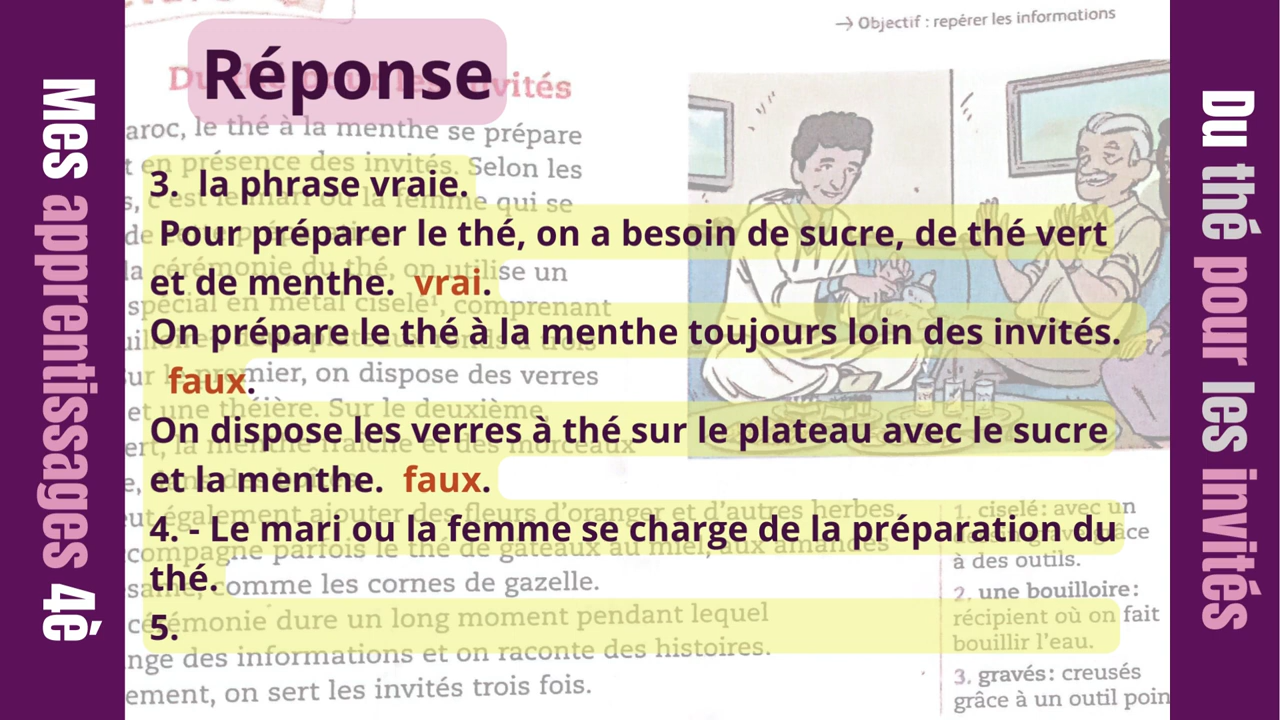 Mes apprentissages 4è
→ Objectif : repérer les informations
Réponse
3. la phrase vraie.
Pour préparer le thé, on a besoin de sucre, de thé vert
et de menthe. vrai.
On prépare le thé à la menthe toujours loin des invités.
faux.
On dispose les verres à thé sur le plateau avec le sucre
et la menthe. faux.
4. - Le mari ou la femme se charge de la préparation du
thé.
5.
aroc, le thé à la menthe se prépare
en présence des invités. Selon les
la cérémonie du thé, on utilise un
spécial en métal ciselé¹, comprenant
mier, on dispose des verres
et une théière. Sur le deuxième,
également ajouter des fleurs d'oranger et d'autres herbes.
compagne parfois le thé de gâteaux au miel, aux amandes
comme les cornes de gazelle.
émonie dure un long moment pendant lequel
nge des informations et on raconte des histoires.
ement, on sert les invités trois fois.
1. ciselé : avec un
à des outils.
2. une bouilloire :
récipient où on fait
bouillir l'eau.
3. gravés : creusés
grâce à un outil poin
Du thé pour les invités